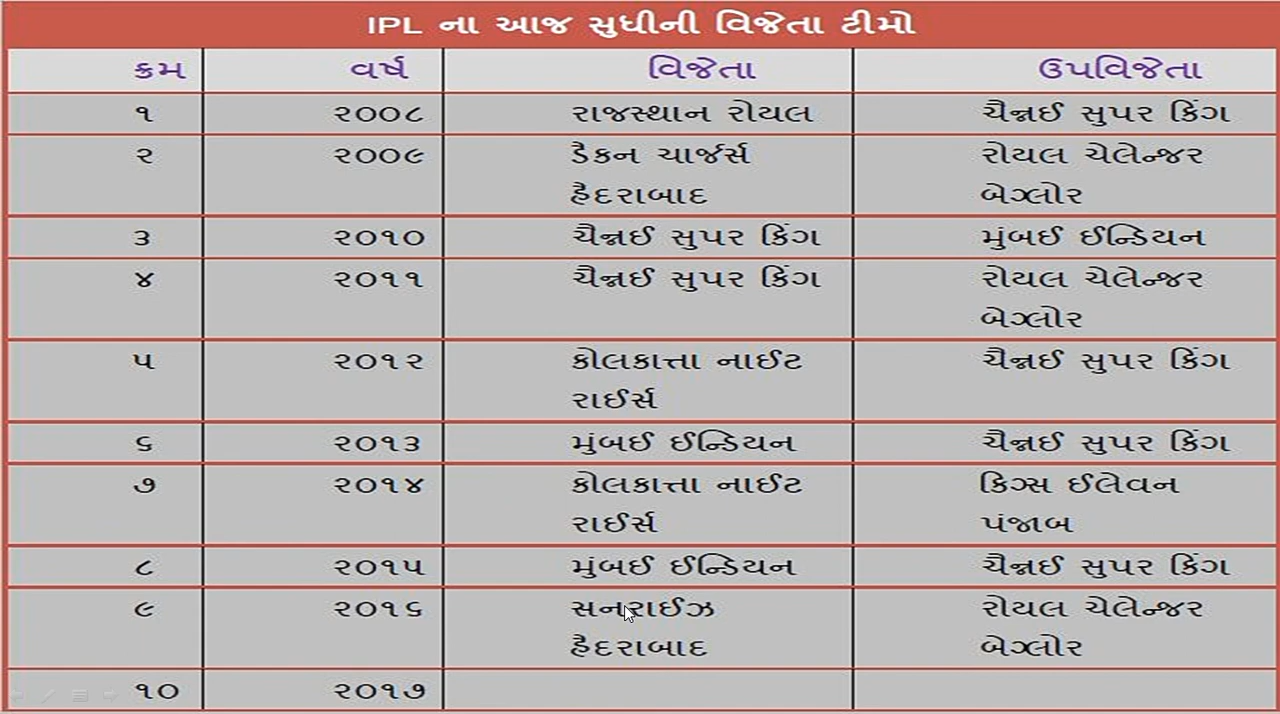 IPL ના આજ સુધીની વિજેતા ટીમો
ક્રમ વર્ષ વિજેતા ઉપવિજેતા
૧ ૨૦૦૮ રાજસ્થાન રોયલ ચૈન્નઈ સુપર કિંગ
૨ ૨૦૦૯ ડૈકન ચાર્જર્સ રોયલ ચેલેન્જર
હૈદરાબાદ બેગ્લોર
૩ ૨૦૧૦ ચૈન્નઈ સુપર કિંગ મુંબઈ ઈન્ડિયન
૪ ૨૦૧૧ ચૈન્નઈ સુપર કિંગ રોયલ ચેલેન્જર
બેગ્લોર
૫ ૨૦૧૨ કોલકાત્તા નાઈટ ચૈન્નઈ સુપર કિંગ
રાઈર્સ
૬ ૨૦૧૩ મુંબઈ ઈન્ડિયન ચૈન્નઈ સુપર કિંગ
૭ ૨૦૧૪ કોલકાત્તા નાઈટ કિગ્સ ઈલેવન
રાઈર્સ પંજાબ
૮ ૨૦૧૫ મુંબઈ ઈન્ડિયન ચૈન્નઈ સુપર કિંગ
૯ ૨૦૧૬ સનરાઈઝ રોયલ ચેલેન્જર
હૈદરાબાદ બેગ્લોર
૧૦ ૨૦૧૭